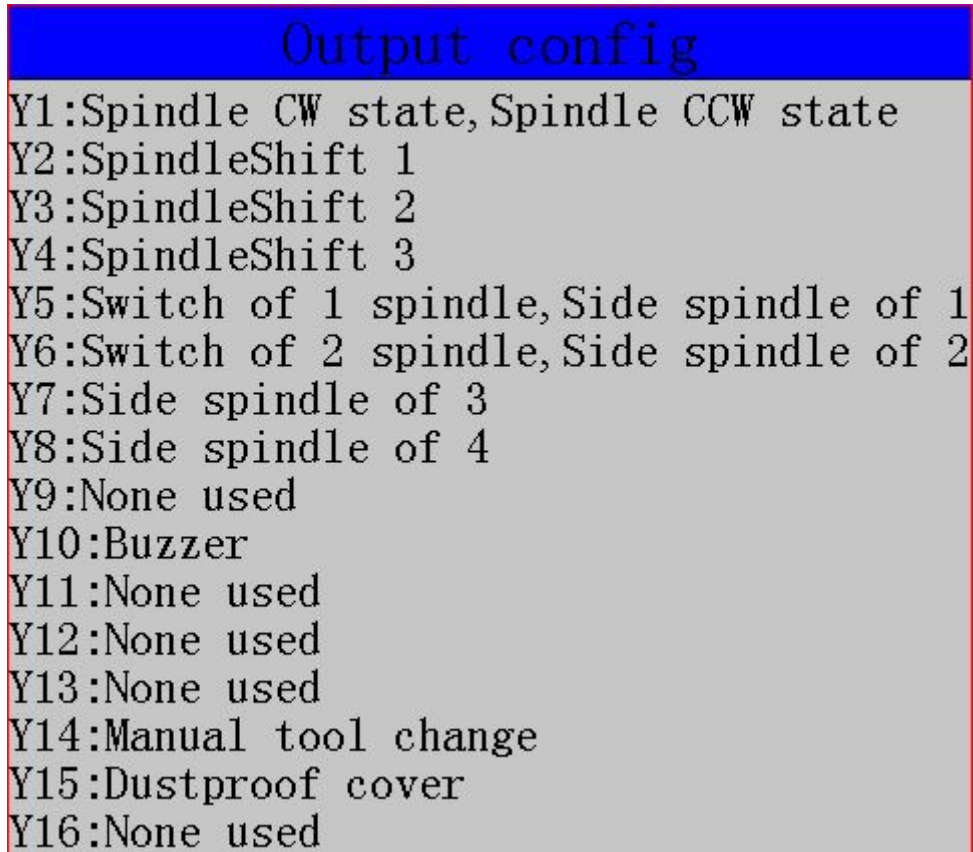 Output config
Y1:Spindle CW state,Spindle CCW state
Y2:SpindleShift 1
Y3:SpindleShift 2
Y4:SpindleShift 3
Y5:Switch of 1 spindle,Side spindle of 1
Y6:Switch of 2 spindle,Side spindle of 2
Y7:Side spindle of 3
Y8:Side spindle of 4
Y9:None used
Y10:Buzzer
Y11:None used
Y12:None used
Y13:None used
Y14:Manual tool change
Y15:Dustproof cover
Y16:None used